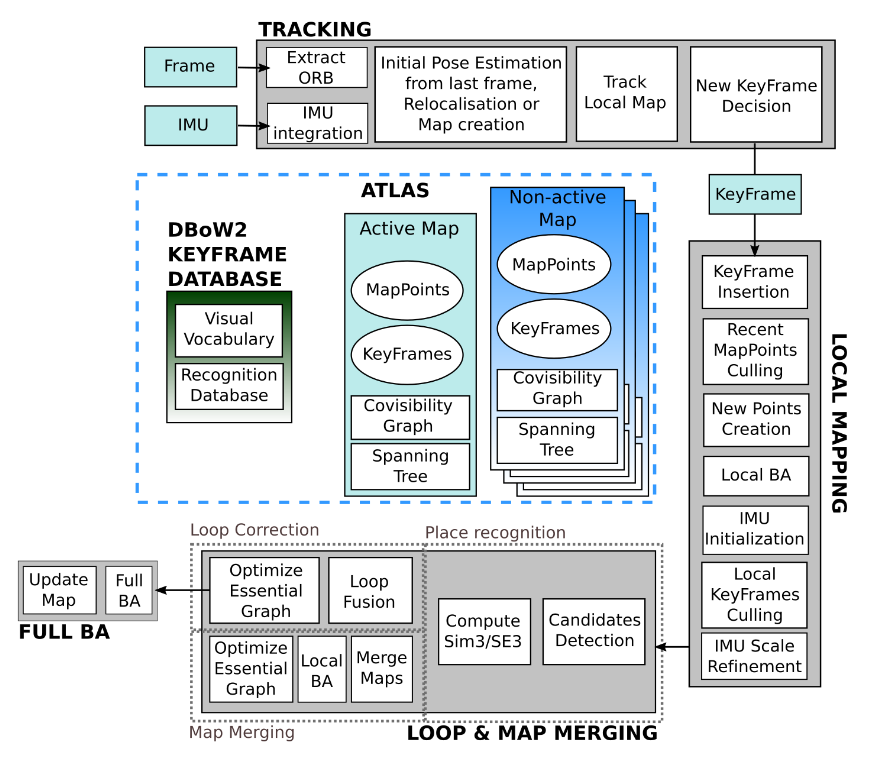 TRACKING
Frame
IMU
Extract
ORB
IMU
integration
Initial Pose Estimation
from last frame,
Relocalisation or
Map creation
Track
Local Map
New KeyFrame
Decision
KeyFrame
ATLAS
DBoW2
KEYFRAME
DATABASE
Visual
Vocabulary
Recognition
Database
Active Map
MapPoints
KeyFrames
Covisibility
Graph
Spanning
Tree
Non-active
Map
MapPoints
KeyFrames
Covisibility
Graph
Spanning
Tree
LOCAL MAPPING
KeyFrame
Insertion
Recent
MapPoints
Culling
New Points
Creation
Local BA
IMU
Initialization
Local
KeyFrames
Culling
IMU Scale
Refinement
Place recognition
Candidates
Detection
Compute
Sim3/SE3
Loop Correction
Loop
Fusion
Optimize
Essential
Graph
Merge
Maps
Local
BA
Optimize
Essential
Graph
Map Merging
LOOP & MAP MERGING
Full
BA
Update
Map
FULL BA